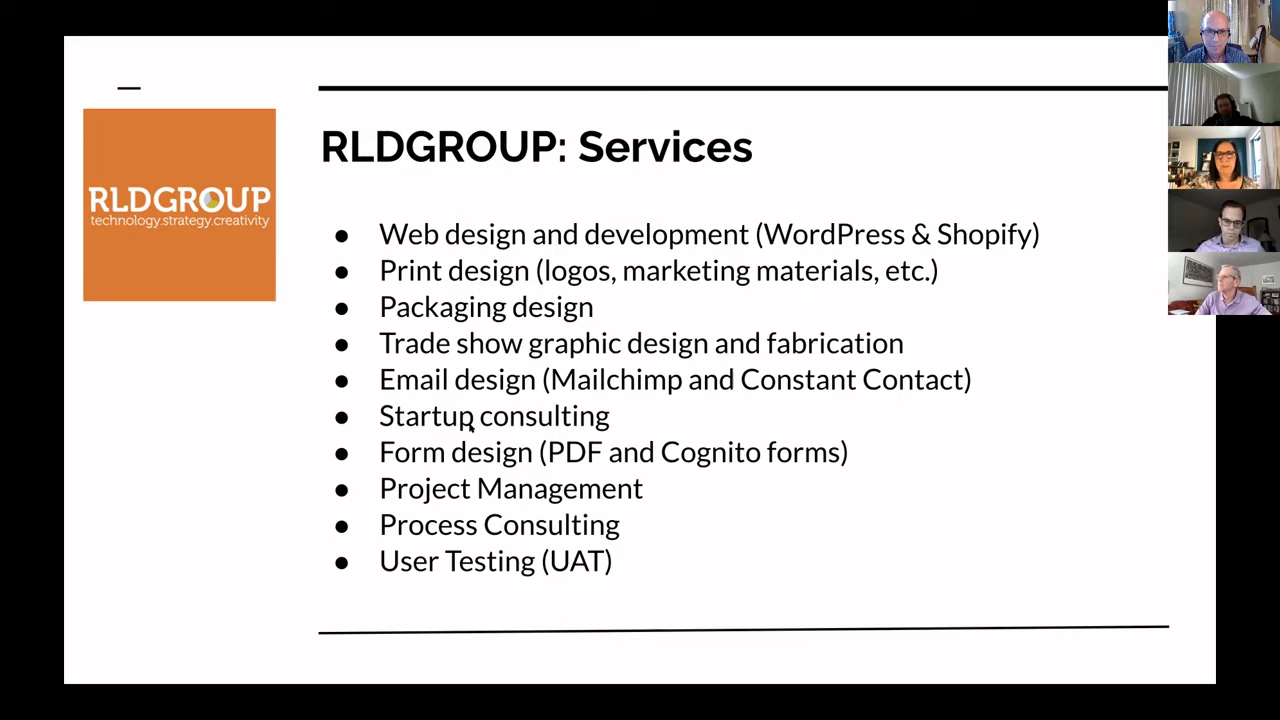 RLDGROUP
technology.strategy.creativity
RLDGROUP: Services
● Web design and development (WordPress & Shopify)
● Print design (logos, marketing materials, etc.)
● Packaging design
● Trade show graphic design and fabrication
● Email design (Mailchimp and Constant Contact)
● Startup consulting
● Form design (PDF and Cognito forms)
● Project Management
● Process Consulting
● User Testing (UAT)